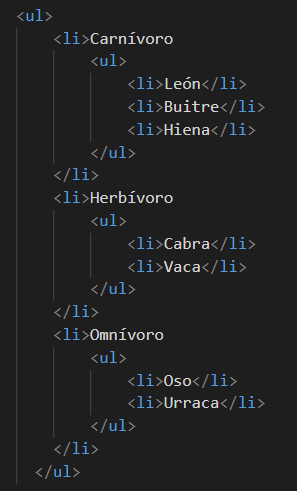 <ul>
<li>Carnívoro
<ul>
<li>León</li>
<li>Buitre</li>
<li>Hiena</li>
</ul>
</li>
<li>Herbívoro
<ul>
<li>Cabra</li>
<li>Vaca</li>
</ul>
</li>
<li>Omnívoro
<ul>
<li>Oso</li>
<li>Urraca</li>
</ul>
</li>
</ul>